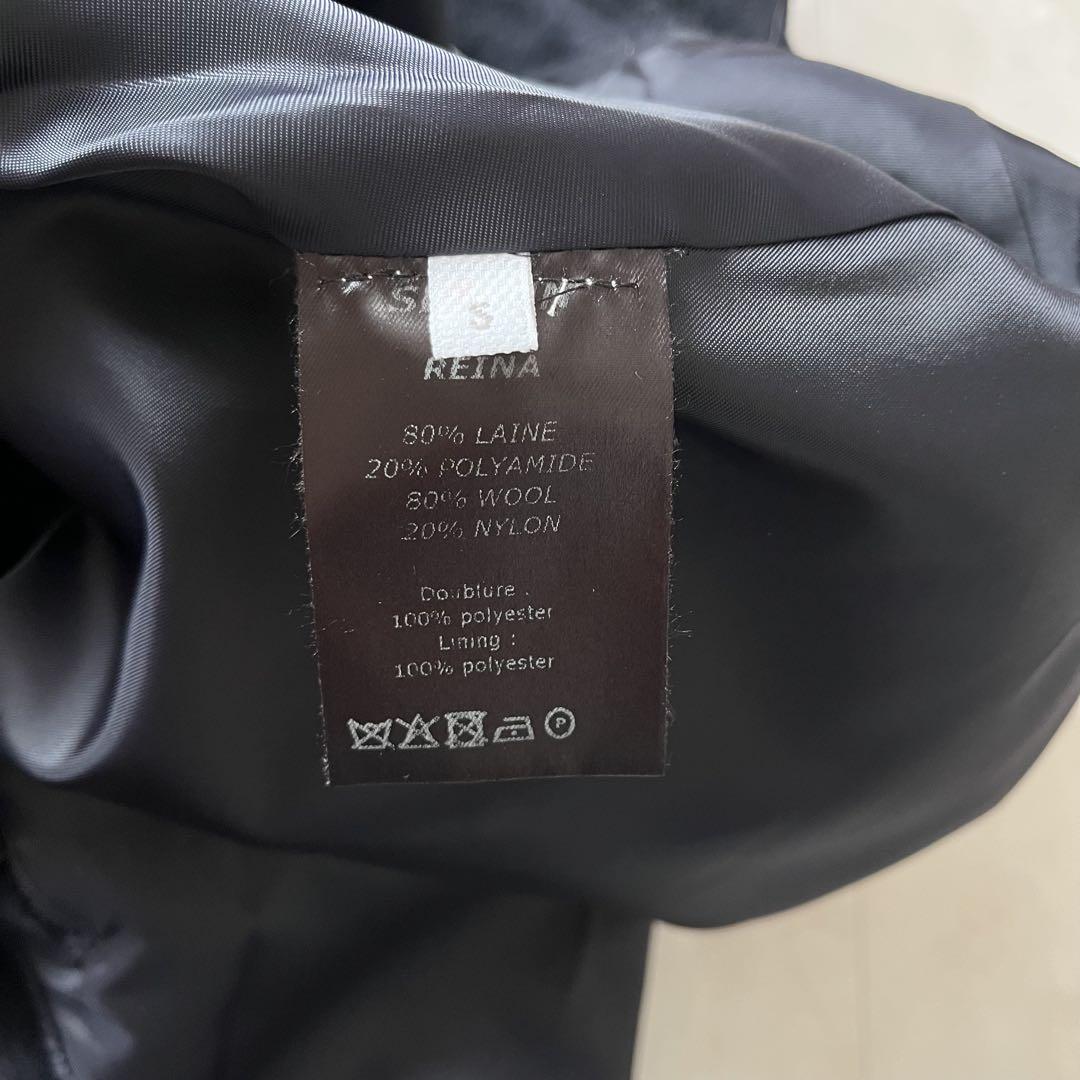 S
REINA
80% LAINE
20% POLYAMIDE
80% WOOL
20% NYLON
Doublure :
100% polyester
Lining :
100% polyester
P